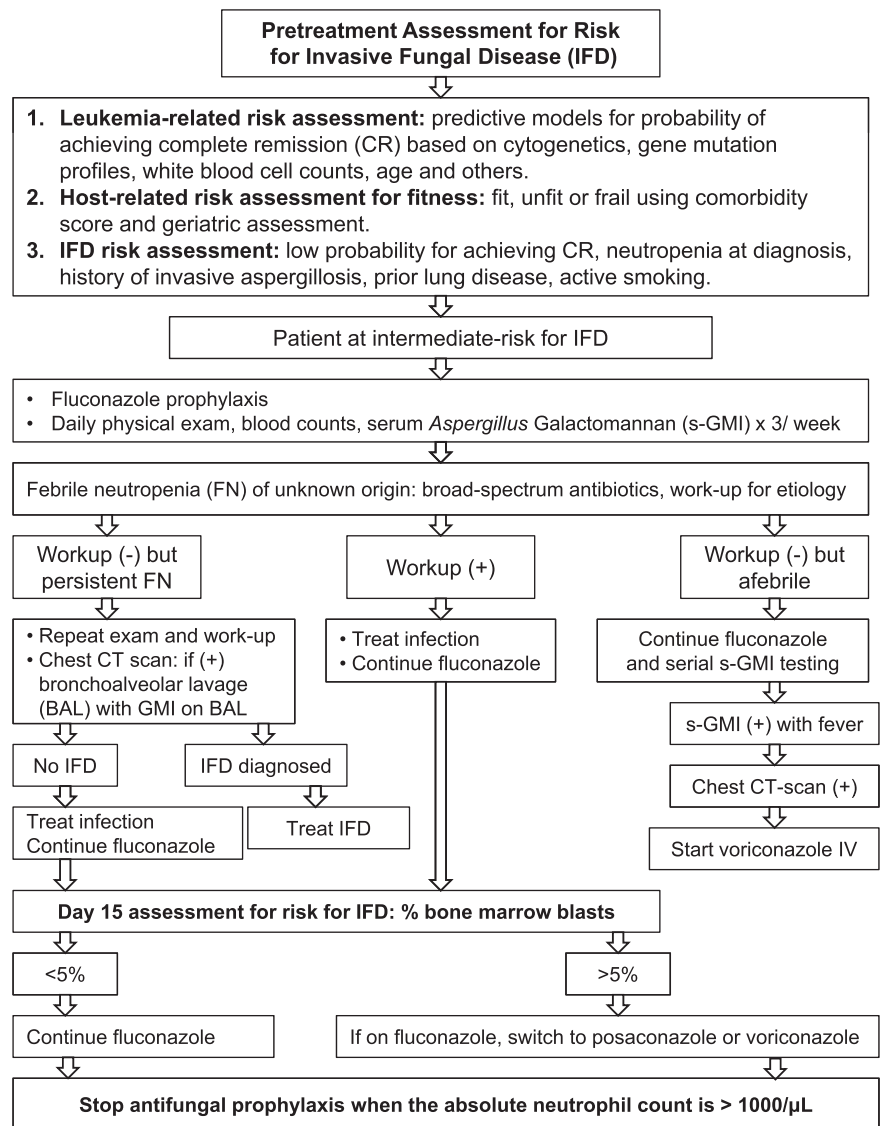 Pretreatment Assessment for Risk
for Invasive Fungal Disease (IFD)
1. Leukemia-related risk assessment: predictive models for probability of
achieving complete remission (CR) based on cytogenetics, gene mutation
profiles, white blood cell counts, age and others.
2. Host-related risk assessment for fitness: fit, unfit or frail using comorbidity
score and geriatric assessment.
3. IFD risk assessment: low probability for achieving CR, neutropenia at diagnosis,
history of invasive aspergillosis, prior lung disease, active smoking.
Patient at intermediate-risk for IFD
• Fluconazole prophylaxis
• Daily physical exam, blood counts, serum Aspergillus Galactomannan (s-GMI) x 3/ week
Febrile neutropenia (FN) of unknown origin: broad-spectrum antibiotics, work-up for etiology
Workup (-) but
persistent FN
Workup (+)
Workup (-) but
afebrile
• Repeat exam and work-up
• Chest CT scan: if (+)
bronchoalveolar lavage
(BAL) with GMI on BAL
• Treat infection
• Continue fluconazole
Continue fluconazole
and serial s-GMI testing
s-GMI (+) with fever
No IFD
IFD diagnosed
Chest CT-scan (+)
Treat infection
Continue fluconazole
Treat IFD
Start voriconazole IV
Day 15 assessment for risk for IFD: % bone marrow blasts
<5%
>5%
Continue fluconazole
If on fluconazole, switch to posaconazole or voriconazole
Stop antifungal prophylaxis when the absolute neutrophil count is > 1000/µL